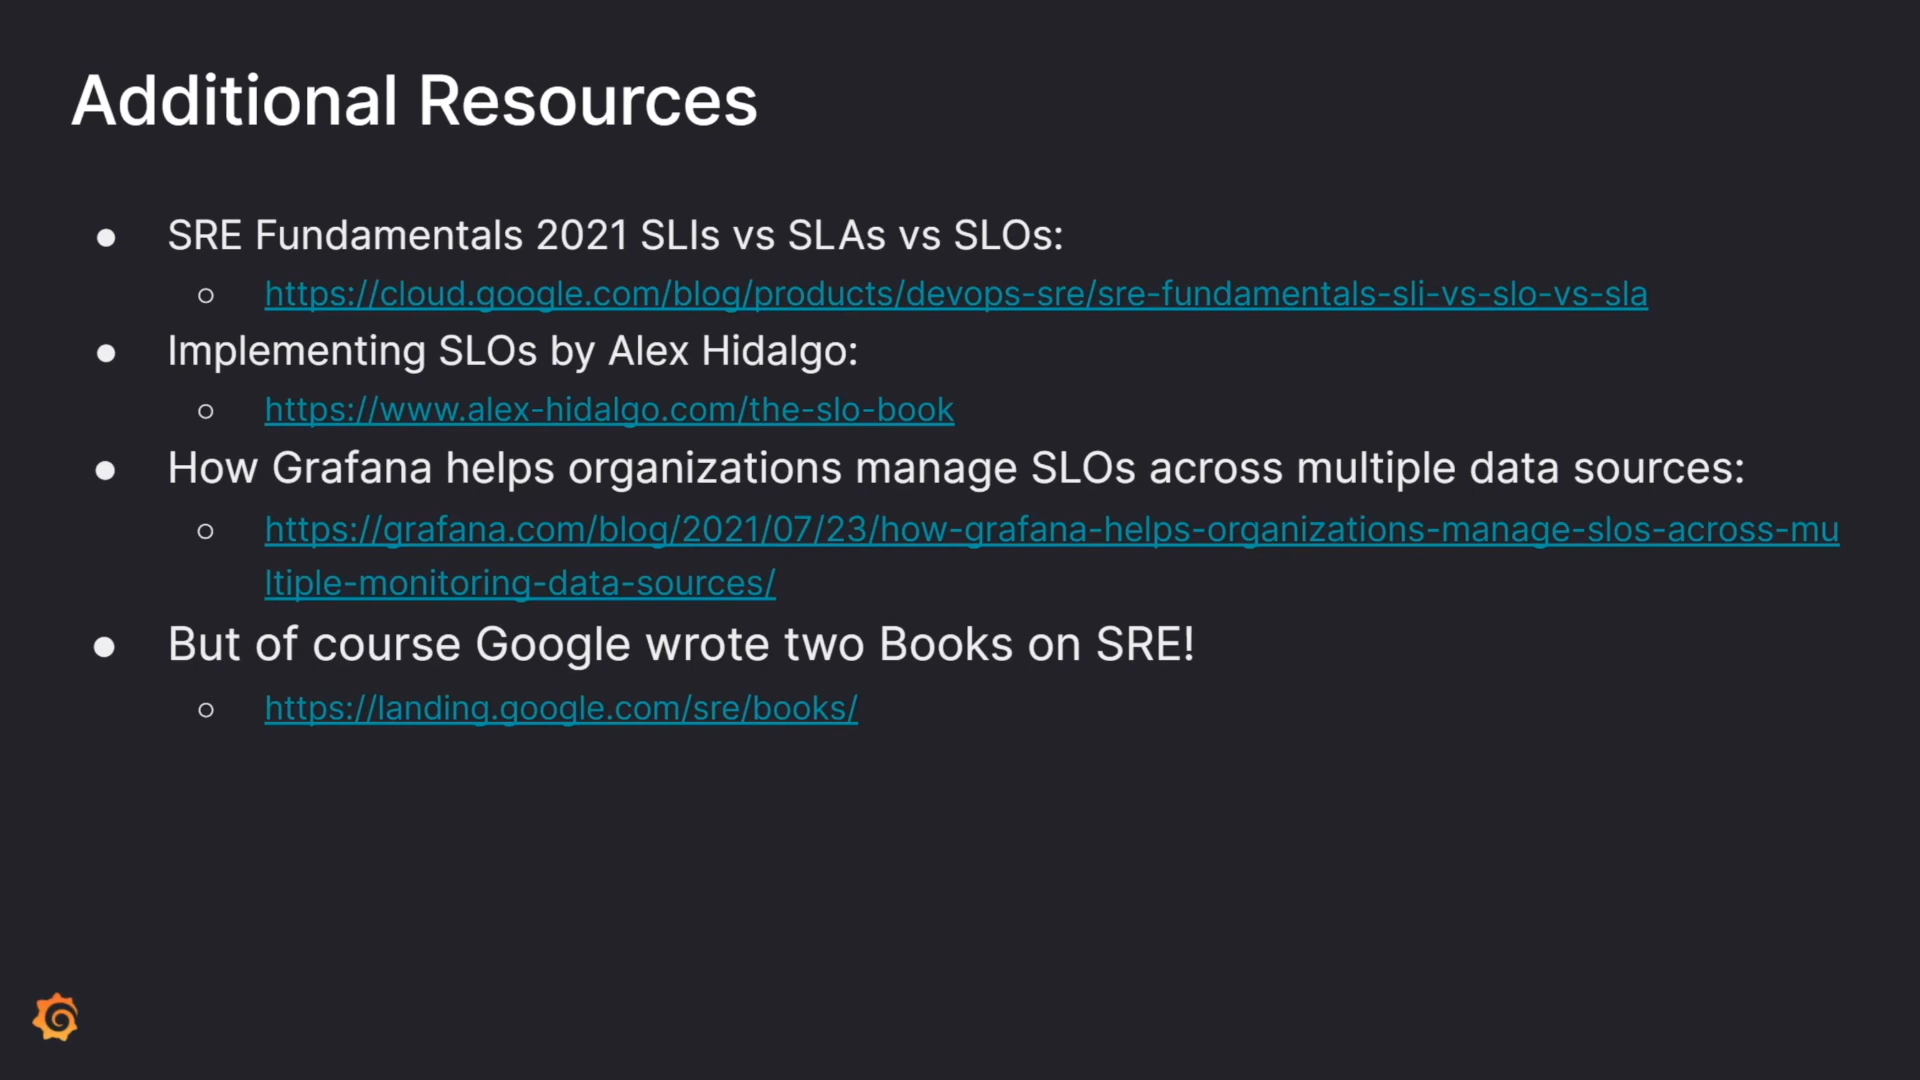 Additional Resources
● SRE Fundamentals 2021 SLIs vs SLAs vs SLOs:
○ https://cloud.google.com/blog/products/devops-sre/sre-fundamentals-sli-vs-slo-vs-sla
● Implementing SLOs by Alex Hidalgo:
○ https://www.alex-hidalgo.com/the-slo-book
● How Grafana helps organizations manage SLOs across multiple data sources:
○ https://grafana.com/blog/2021/07/23/how-grafana-helps-organizations-manage-slos-across-mu
ltiple-monitoring-data-sources/
● But of course Google wrote two Books on SRE!
○ https://landing.google.com/sre/books/